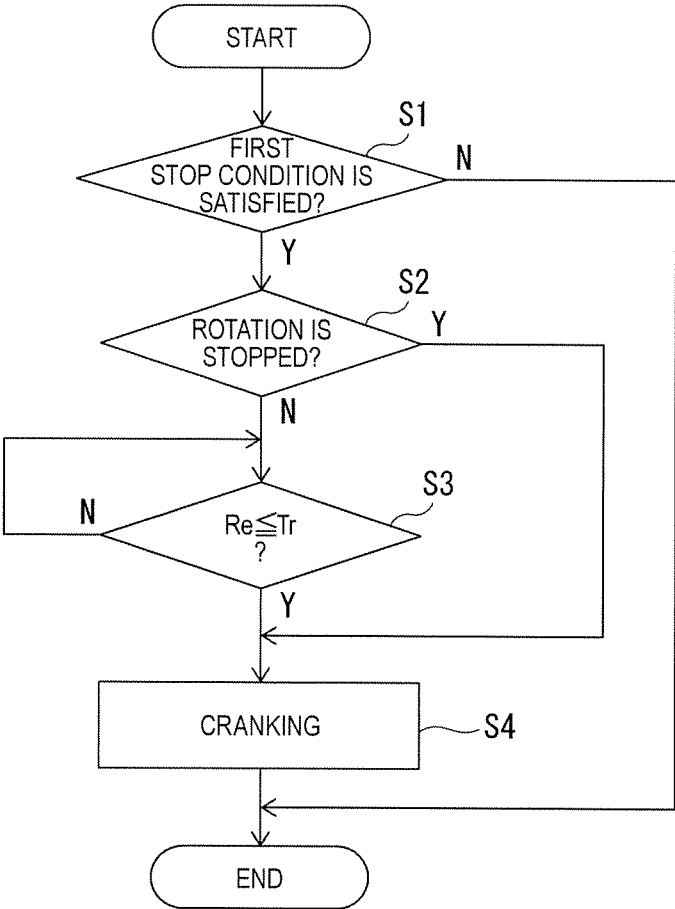 START
S1
FIRST
STOP CONDITION IS
SATISFIED?
N
Y
S2
ROTATION IS
STOPPED?
Y
N
S3
N
Re≦Tr
?
Y
CRANKING
S4
END